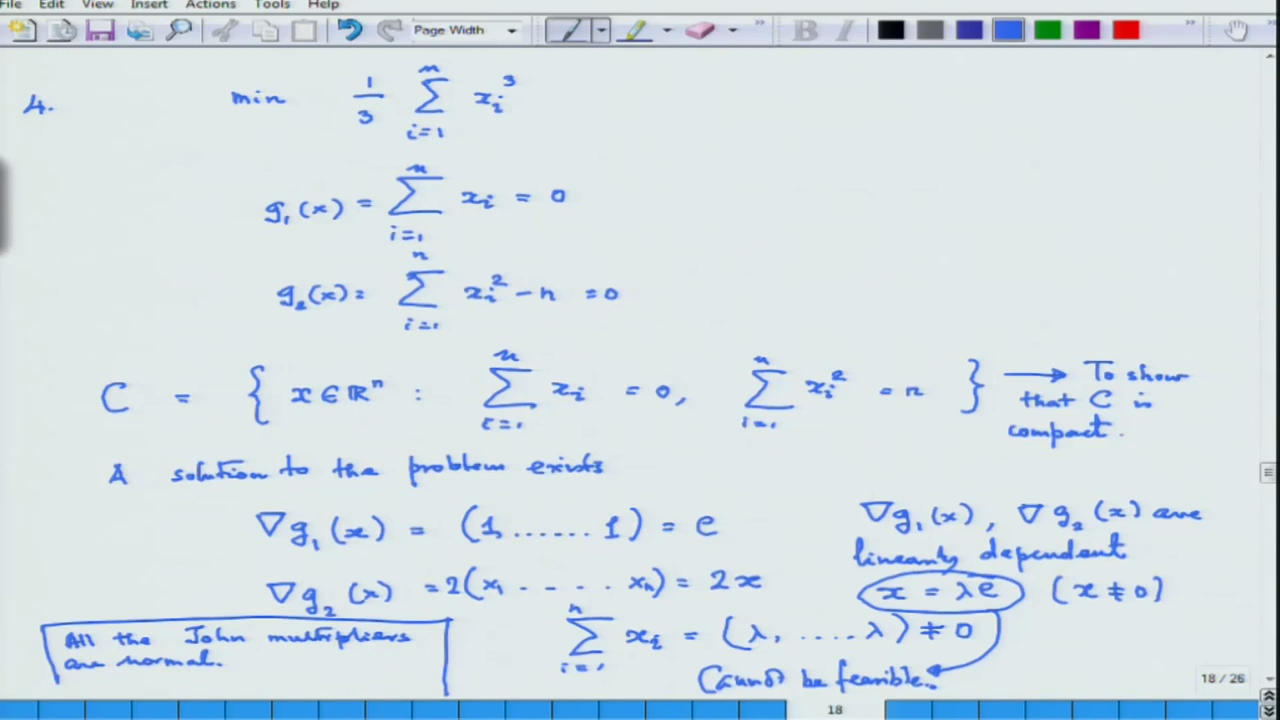 File Edit View Insert Actions Tools Help
Page Width
4. min 1/3 ∑_{i=1}^{n} x_i^3
g_1(x) = ∑_{i=1}^{n} x_i = 0
g_2(x) = ∑_{i=1}^{n} x_i^2 - n = 0
C = { x ∈ ℝ^n : ∑_{i=1}^{n} x_i = 0, ∑_{i=1}^{n} x_i^2 = n } → To show
that C is
compact.
A solution to the problem exists
∇g_1(x) = (1, ...... 1) = e
∇g_2(x) = 2(x_1 - . . . . x_n) = 2x
∇g_1(x), ∇g_2(x) are
linearly dependent
x = λe (x ≠ 0)
∑_{i=1}^{n} x_i = (λ, .... λ) ≠ 0
Cannot be feasible.
All the John multipliers
are normal.
18 / 26
18